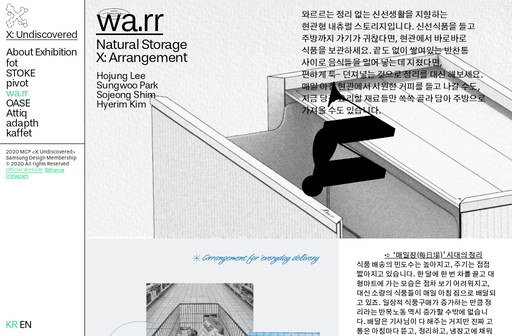 X: Undiscovered
About Exhibition
fot
STOKE
pivot
wa.rr
OASE
Attiq
adapth
kaffet
2020 MCP <X: Undiscovered>
Samsung Design Membership
© 2020 All rights Reserved
Official Website, Béhance
Instagram
KR EN
wa.rr
Natural Storage
X: Arrangement
Hojung Lee
Sungwoo Park
Sojeong Shim
Hyerim Kim
와르르는 정리 없는 신선생활을 지향하는
현관형 내츄럴 스토리지입니다. 신선식품을 들고
주방까지 가기가 귀찮다면, 현관에서 바로바로
식품을 보관하세요. 끝도 없이 쌓여있는 반찬통
사이로 음식들을 밀어 넣는데 지쳤다면,
편하게 툭– 던져넣는 것으로 정리를 대신 해보세요.
매일 아침 현관에서 시원한 커피를 들고 나갈 수도,
지금 당장 요리할 재료들만 쏙쏙 골라 담아 주방으로
가져올 수도 있습니다.
Arrangement for everyday delivery
"매일장(每日場)" 시대의 정리
식품 배송의 빈도수는 높아지고, 주기는 점점
짧아지고 있습니다. 한 달에 한 번 차를 끌고 대
형마트에 가는 모습은 점차 보기 어려워지고,
대신 소량의 식품들이 매일 아침 집으로 배달되
고 있죠. 일상적 식품구매가 증가하는 만큼 정
리라는 반복노동 역시 증가할 수밖에 없습니
다. 배달은 기사님이 다 해주는 거지만 진짜 고
통은 아침마다 뜯고, 정리하고, 냉장고에 채워